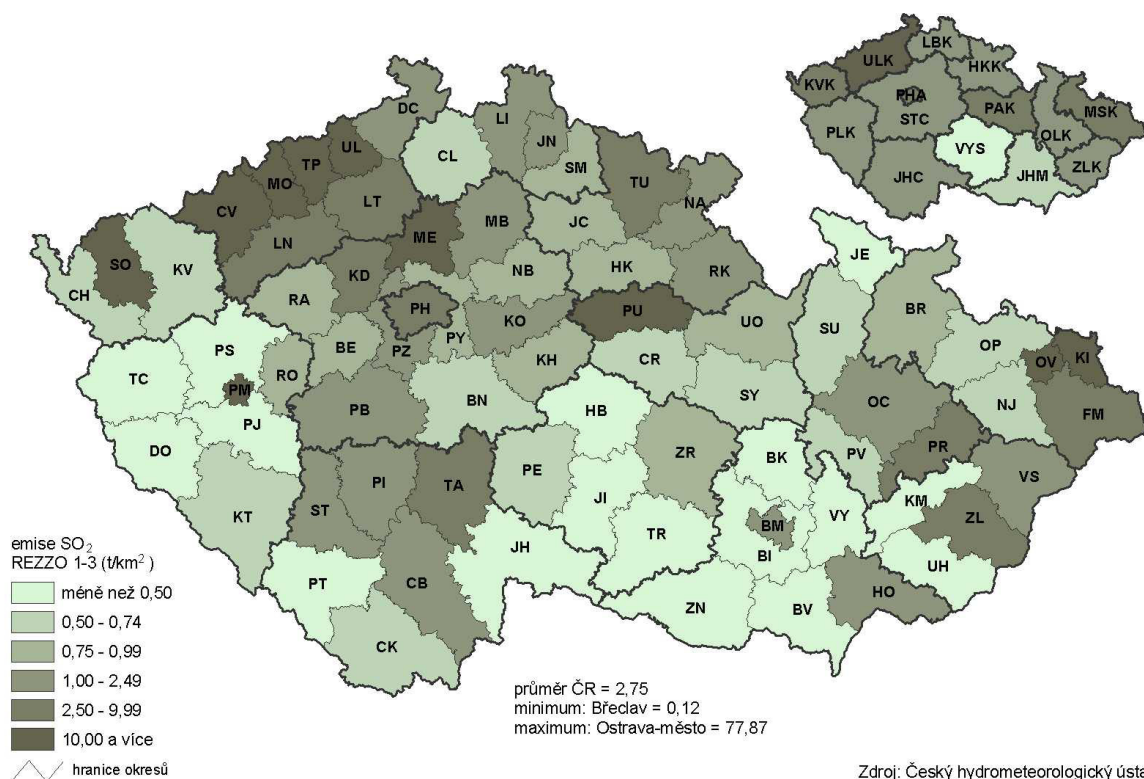 LBK
ULK
HKK
KVK
PHA
PAK
MSK
STC
PLK
OLK
VYS
ZLK
JHC
JHM
DC
LI
JN
UL
CL
TP
SM
MO
TU
LT
CV
NA
MB
JC
ME
LN
JE
SO
KV
KD
NB
HK
RK
CH
RA
BR
PH
KO
PU
UO
SU
OP
PS
BE
PZ
PY
OV
KI
TC
RO
KH
CR
PM
PB
BN
SY
OC
NJ
FM
HB
PJ
DO
PR
ZR
BK
PV
PE
VS
TA
PI
KM
KT
ST
JI
BM
VY
ZL
TR
JH
BI
UH
emise SO₂
REZZO 1-3 (t/km²)
PT
CB
HO
méně než 0,50
ZN
BV
0,50 - 0,74
CK
0,75 - 0,99
1,00 - 2,49
2,50 - 9,99
10,00 a více
hranice okresů
průměr ČR = 2,75
minimum: Břeclav = 0,12
maximum: Ostrava-město = 77,87
Zdroj: Český hydrometeorologický ústa